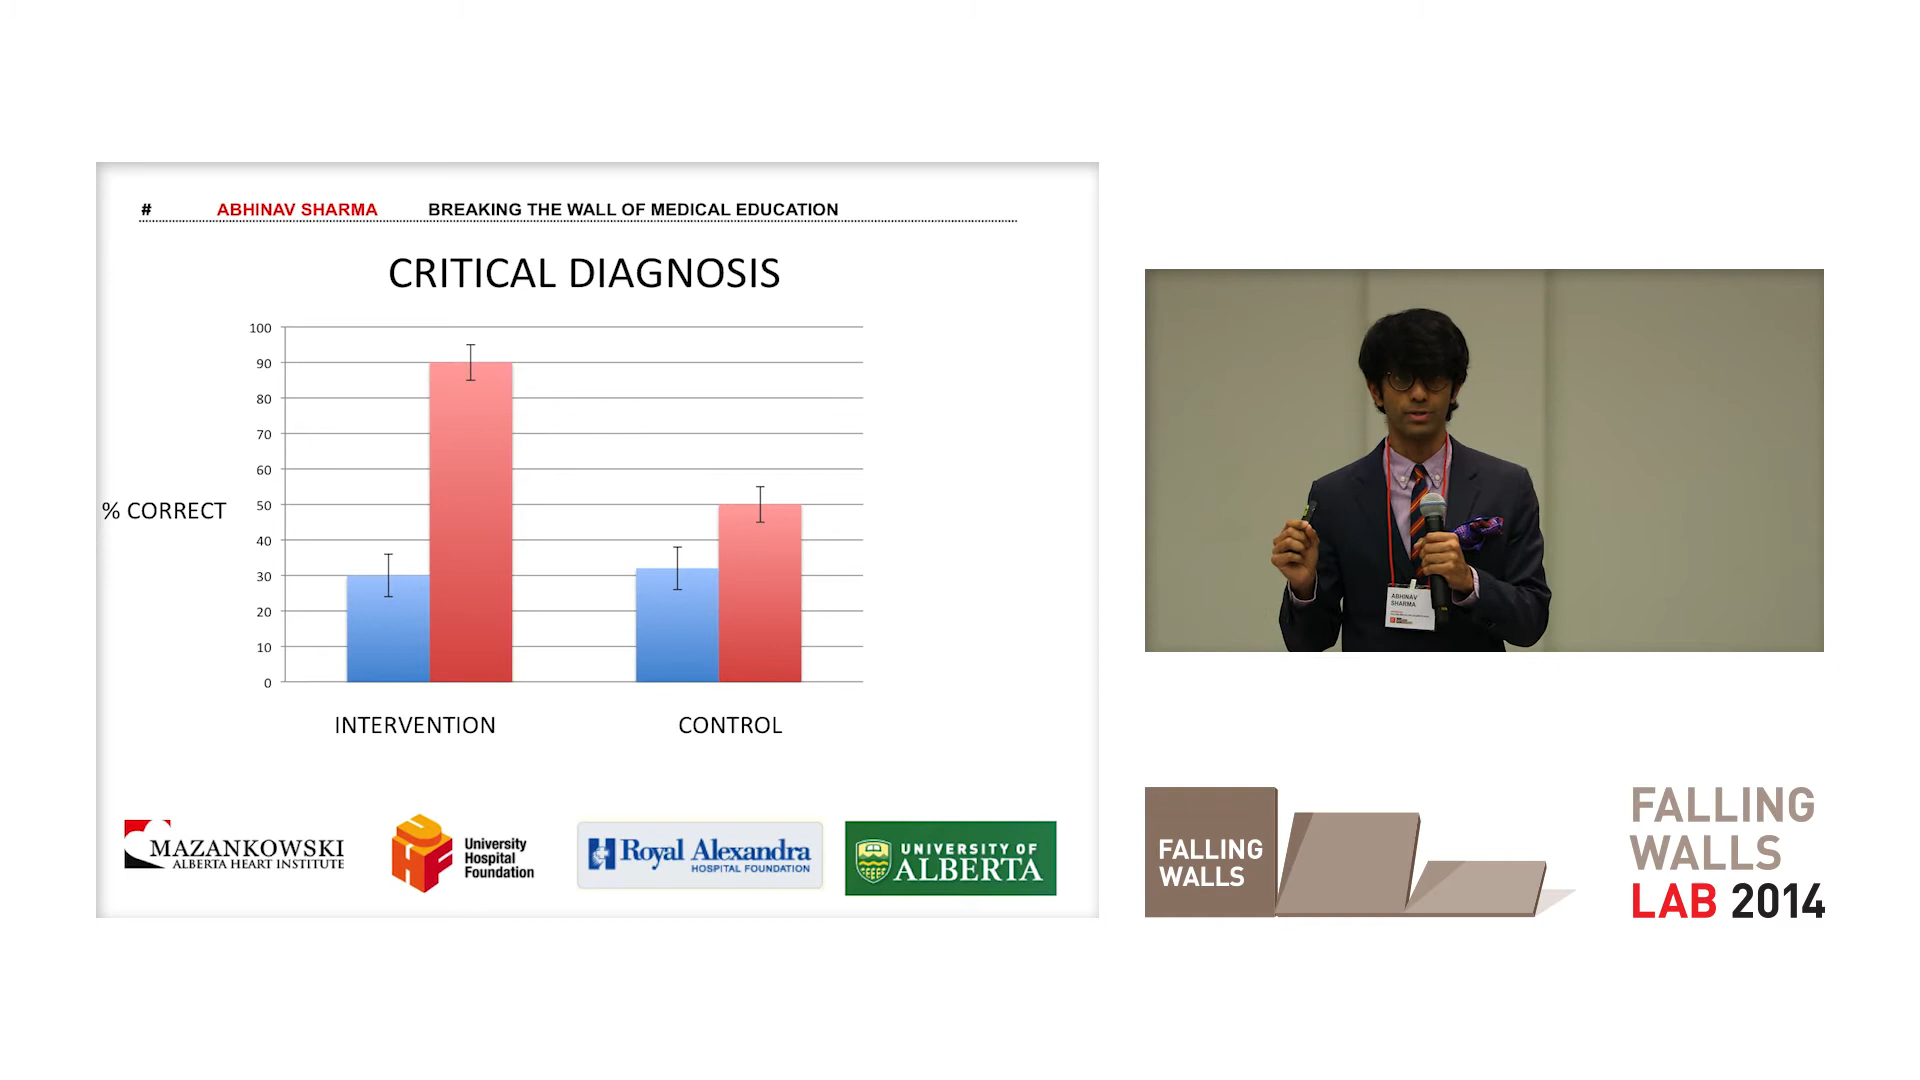 # ABHINAV SHARMA BREAKING THE WALL OF MEDICAL EDUCATION
CRITICAL DIAGNOSIS
100
90
80
70
60
50
40
30
20
10
0
% CORRECT
INTERVENTION CONTROL
MAZANKOWSKI
ALBERTA HEART INSTITUTE
UHF
University
Hospital
Foundation
H
Royal Alexandra
HOSPITAL FOUNDATION
UNIVERSITY OF
ALBERTA
ABHINAV
SHARMA
FALLING
WALLS
FALLING
WALLS
LAB 2014